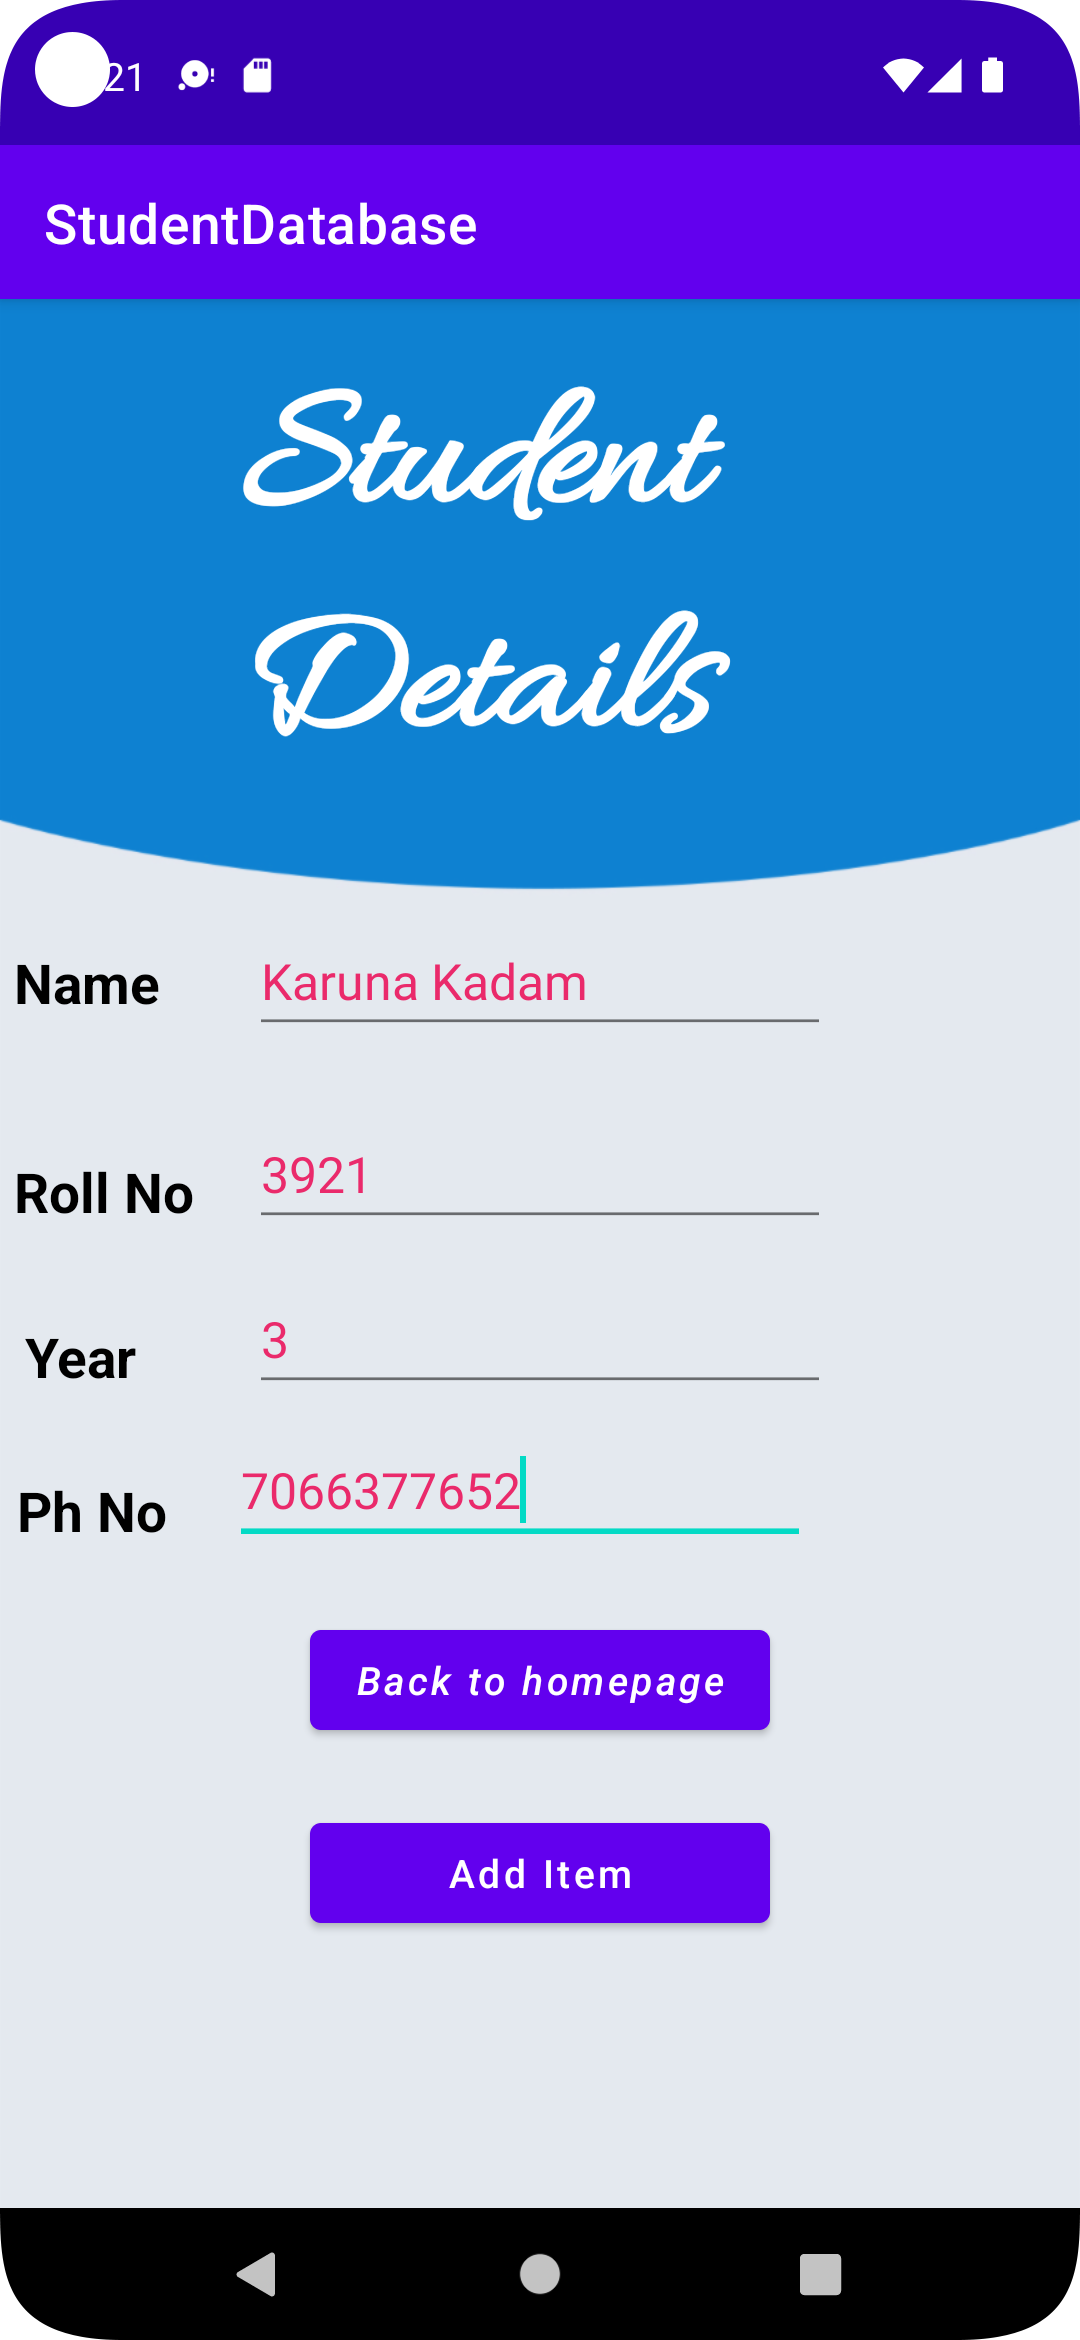 21
StudentDatabase
Student
Details
Name Karuna Kadam
Roll No 3921
Year 3
Ph No 7066377652
Back to homepage
Add Item